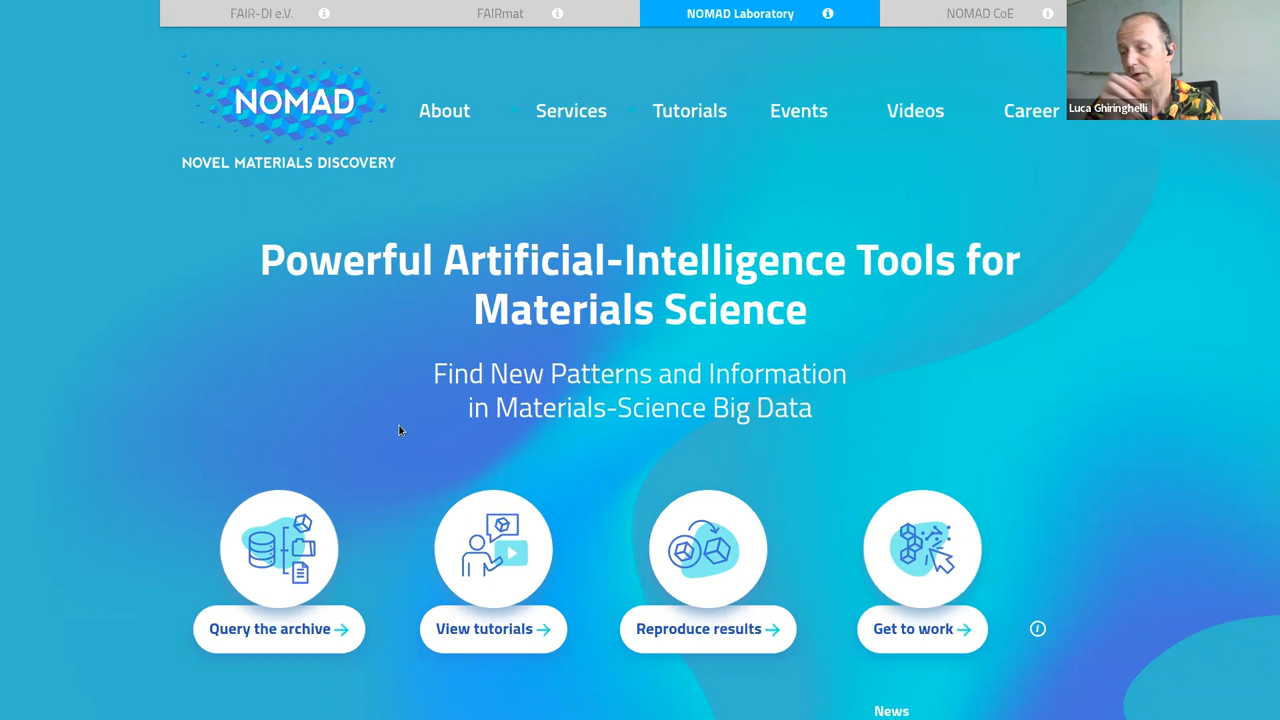 FAIR-DI e.V.
FAIRmat
NOMAD Laboratory
NOMAD CoE
Luca Ghiringhelli
NOMAD
NOVEL MATERIALS DISCOVERY
About
Services
Tutorials
Events
Videos
Career
Powerful Artificial-Intelligence Tools for
Materials Science
Find New Patterns and Information
in Materials-Science Big Data
Query the archive
View tutorials
Reproduce results
Get to work
News